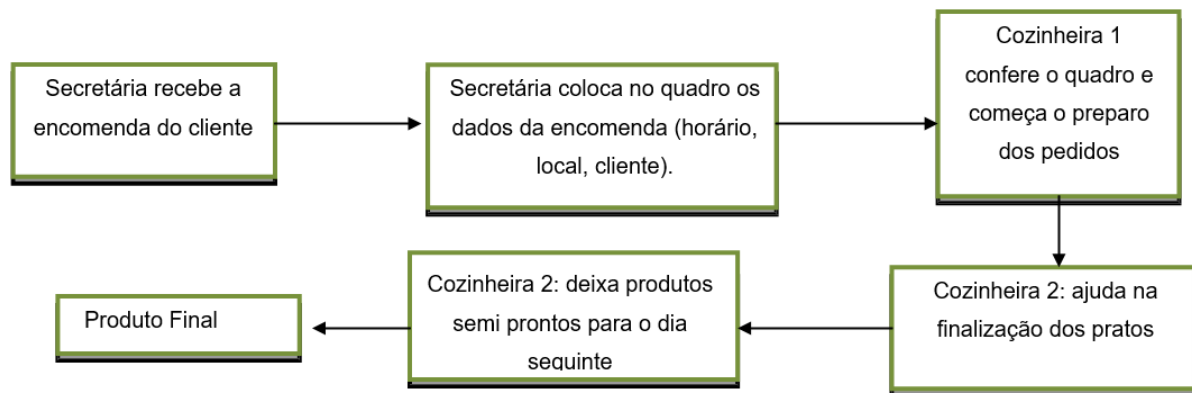 Secretária recebe a
encomenda do cliente
Secretária coloca no quadro os
dados da encomenda (horário,
local, cliente).
Cozinheira 1
confere o quadro e
começa o preparo
dos pedidos
Cozinheira 2: ajuda na
finalização dos pratos
Cozinheira 2: deixa produtos
semi prontos para o dia
seguinte
Produto Final